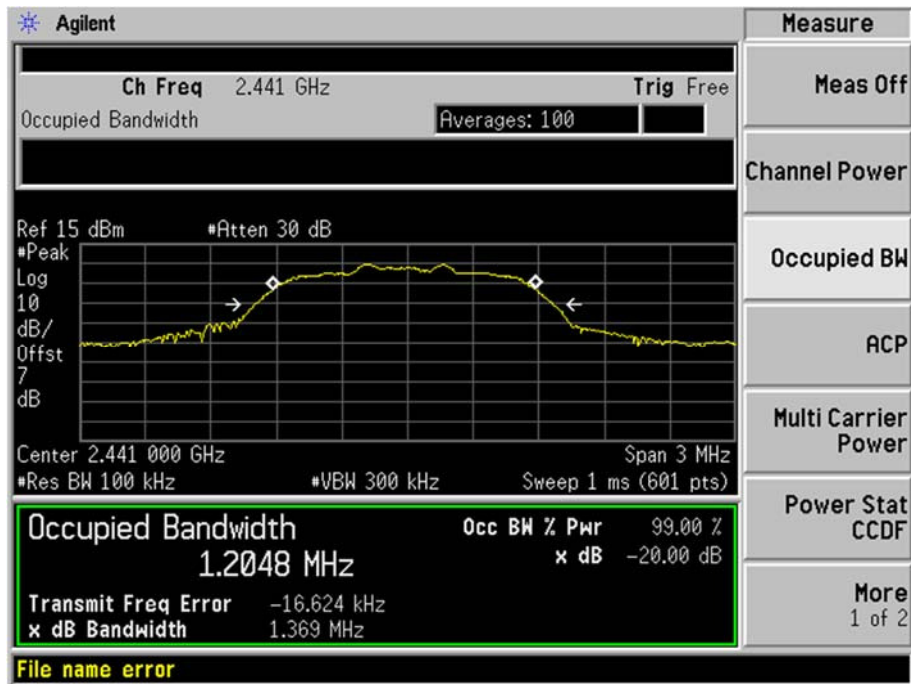 Agilent
Measure
Ch Freq 2.441 GHz Trig Free
Occupied Bandwidth Averages: 100
Ref 15 dBm #Atten 30 dB
#Peak
Log
10
dB/
Offst
7
dB
Center 2.441 000 GHz Span 3 MHz
#Res BW 100 kHz #VBW 300 kHz Sweep 1 ms (601 pts)
Occupied Bandwidth Occ BW % Pwr 99.00 %
1.2048 MHz x dB -20.00 dB
Transmit Freq Error -16.624 kHz
x dB Bandwidth 1.369 MHz
File name error
Meas Off
Channel Power
Occupied BW
ACP
Multi Carrier
Power
Power Stat
CCDF
More
1 of 2